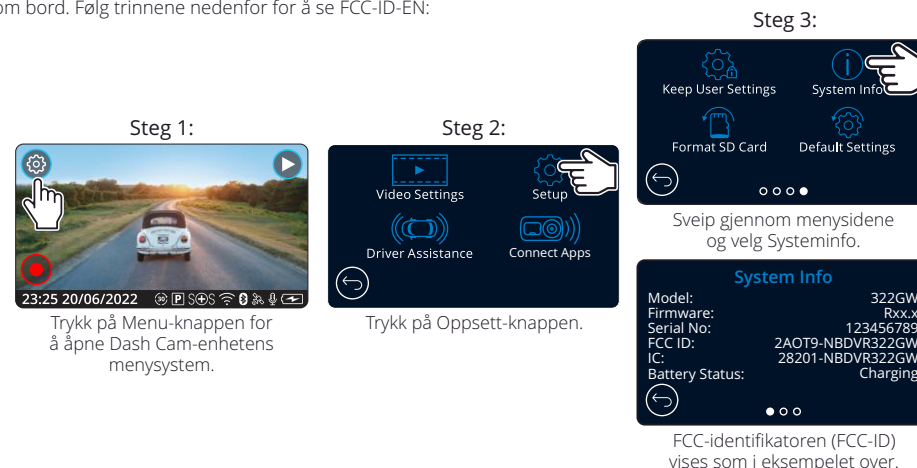 om bord. Følg trinnene nedenfor for å se FCC-ID-EN:
Steg 1:
23:25 20/06/2022 30 P SOS
Trykk på Menu-knappen for
å åpne Dash Cam-enhetens
menysystem.
Steg 2:
Video Settings
Setup
Driver Assistance
Connect Apps
Trykk på Oppsett-knappen.
Steg 3:
Keep User Settings
System Info
Format SD Card
Default Settings
Sveip gjennom menysidene
og velg Systeminfo.
System Info
Model: 322GW
Firmware: Rxx.x
Serial No: 123456789
FCC ID: 2AOT9-NBDVR322GW
IC: 28201-NBDVR322GW
Battery Status: Charging
FCC-identifikatoren (FCC-ID)
vises som i eksempelet over.